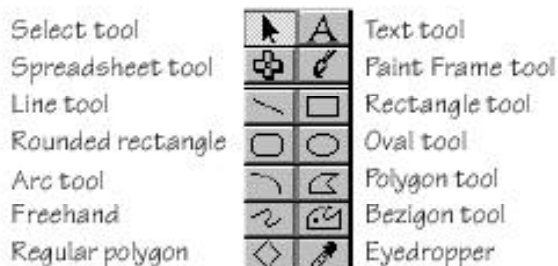 Select tool
Text tool
Spreadsheet tool
Paint Frame tool
Line tool
Rectangle tool
Rounded rectangle
Oval tool
Arc tool
Polygon tool
Freehand
Bezigon tool
Regular polygon
Eyedropper